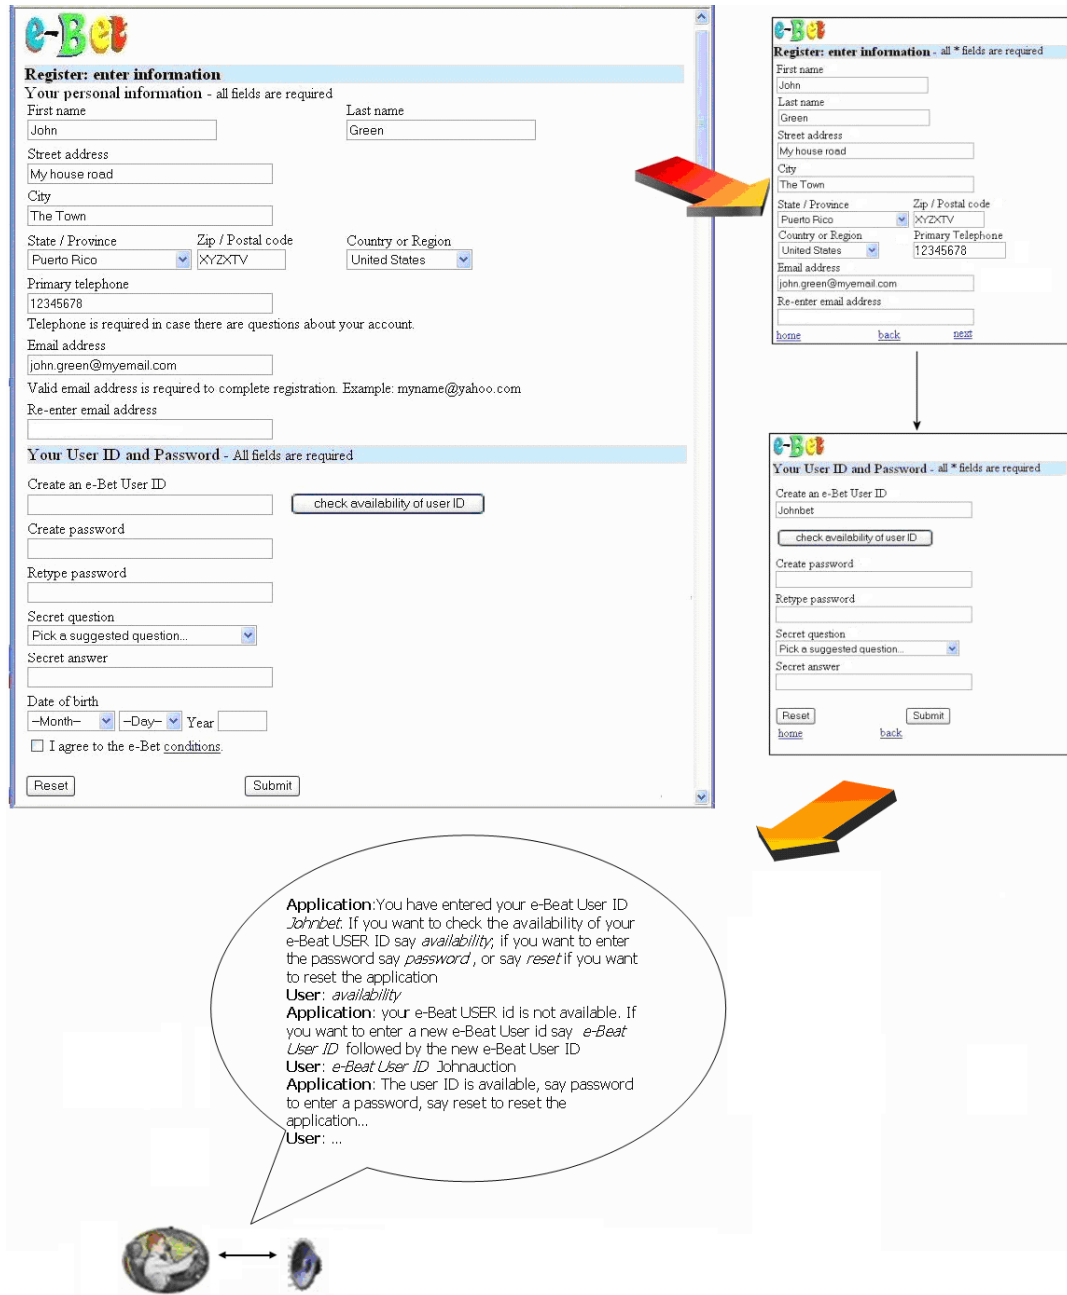 e-Bet
Register: enter information
Your personal information - all fields are required
First name Last name
John Green
Street address
My house road
City
The Town
State / Province Zip / Postal code Country or Region
Puerto Rico XYZXTV United States
Primary telephone
12345678
Telephone is required in case there are questions about your account.
Email address
john.green@myemail.com
Valid email address is required to complete registration. Example: myname@yahoo.com
Re-enter email address
Your User ID and Password - All fields are required
Create an e-Bet User ID
check availability of user ID
Create password
Retype password
Secret question
Pick a suggested question...
Secret answer
Date of birth
–Month– –Day– Year
I agree to the e-Bet conditions.
Reset Submit
e-Bet
Register: enter information - all * fields are required
First name
John
Last name
Green
Street address
My house road
City
The Town
State / Province Zip / Postal code
Puerto Rico XYZXTV
Country or Region Primary Telephone
United States 12345678
Email address
john.green@myemail.com
Re-enter email address
home back next
e-Bet
Your User ID and Password - all * fields are required
Create an e-Bet User ID
Johnbet
check availability of user ID
Create password
Retype password
Secret question
Pick a suggested question...
Secret answer
Reset Submit
home back
Application:You have entered your e-Beat User ID
Johnbet. If you want to check the availability of your
e-Beat USER ID say availability; if you want to enter
the password say password , or say reset if you want
to reset the application
User: availability
Application: your e-Beat USER id is not available. If
you want to enter a new e-Beat User id say e-Beat
User ID followed by the new e-Beat User ID
User: e-Beat User ID Johnauction
Application: The user ID is available, say password
to enter a password, say reset to reset the
application...
User: ...